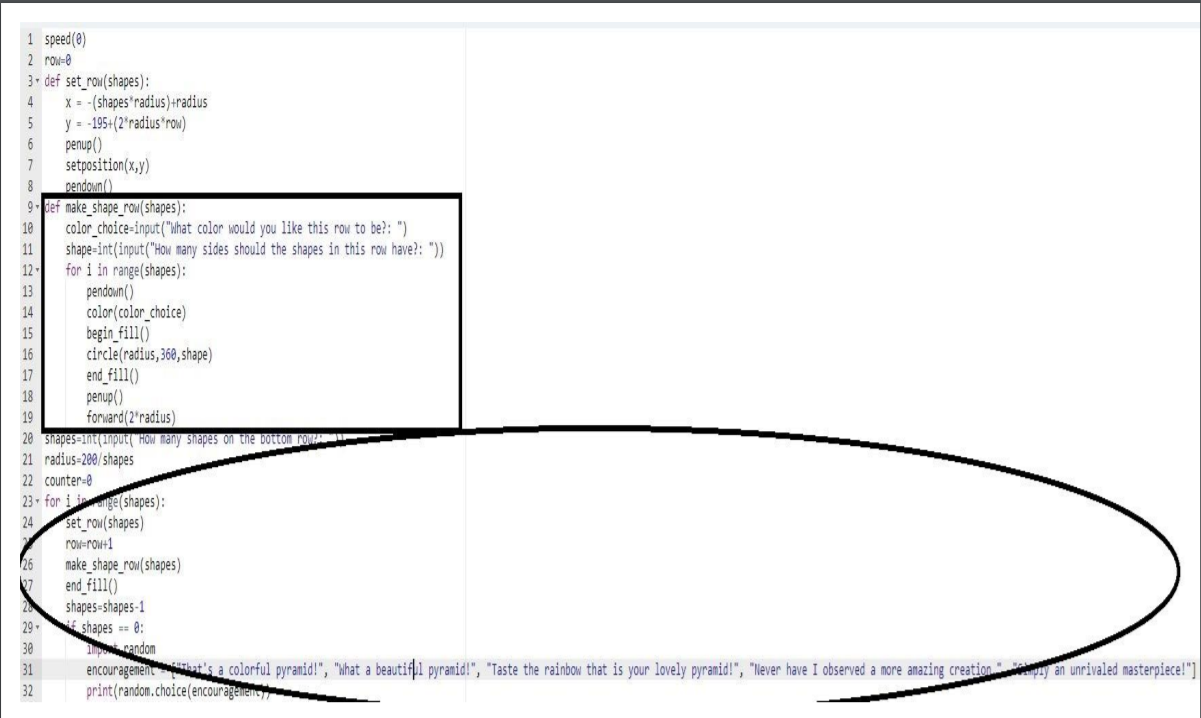 1 speed(0)
2 row=0
3 def set_row(shapes):
4 x = -(shapes*radius)+radius
5 y = -195+(2*radius*row)
6 penup()
7 setposition(x,y)
8 pendown()
9 def make_shape_row(shapes):
10 color_choice=input("What color would you like this row to be?: ")
11 shape=int(input("How many sides should the shapes in this row have?: "))
12 for i in range(shapes):
13 pendown()
14 color(color_choice)
15 begin_fill()
16 circle(radius,360,shape)
17 end_fill()
18 penup()
19 forward(2*radius)
20 shapes=int(input("How many shapes on the bottom row?: "))
21 radius=200/shapes
22 counter=0
23 for i in range(shapes):
24 set_row(shapes)
25 row=row+1
26 make_shape_row(shapes)
27 end_fill()
28 shapes=shapes-1
29 if shapes == 0:
30 import random
31 encouragement = ["That's a colorful pyramid!", "What a beautiful pyramid!", "Taste the rainbow that is your lovely pyramid!", "Never have I observed a more amazing creation.", "Simply an unrivaled masterpiece!"]
32 print(random.choice(encouragement))